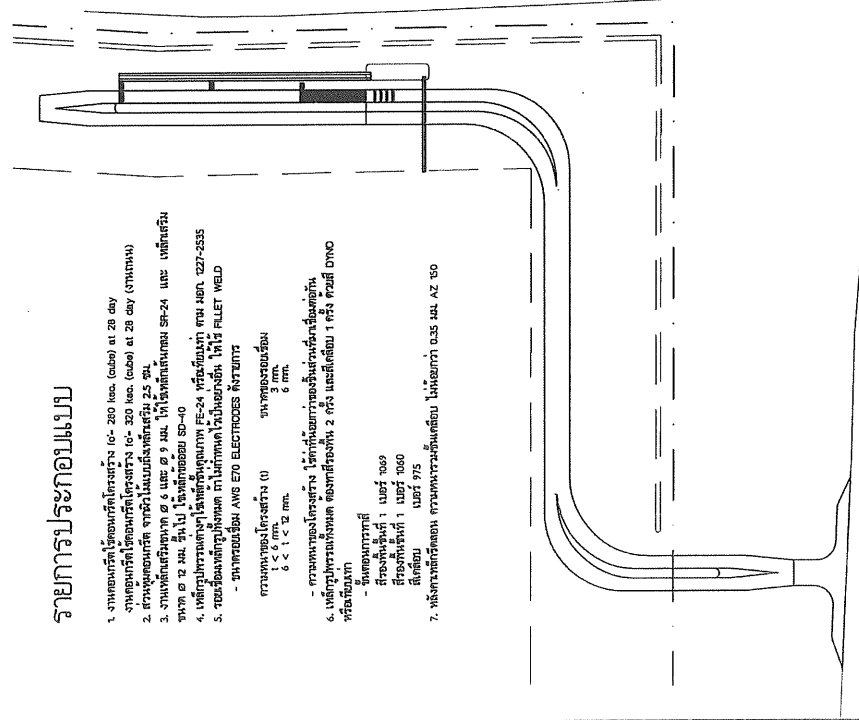 รายการประกอบแบบ
1. งานคอนกรีตใช้คอนกรีตโครงสร้าง fc'= 280 ksc. (cube) at 28 day
งานคอนกรีตใช้คอนกรีตโครงสร้าง fc'= 320 ksc. (cube) at 28 day (งานถนน)
2. ส่วนหุ้มคอนกรีต จากผิวไม้แบบถึงเหล็กเสริม 2.5 ซม.
3. งานเหล็กเสริมขนาด Ø 6 และ Ø 9 มม. ให้ใช้เหล็กเส้นกลม SR-24 และ เหล็กเสริม
ขนาด Ø 12 มม. ขึ้นไป ใช้เหล็กข้ออ้อย SD-40
4. เหล็กรูปพรรณต่างๆใช้เหล็กชั้นคุณภาพ FE-24 หรือเทียบเท่า ตาม มอก. 1227-2535
5. รอยเชื่อมเหล็กรูปทั้งหมด ถ้าไม่กำหนดไว้เป็นอย่างอื่น ให้ใช้ FILLET WELD
- ขนาดรอยเชื่อม AWS E70 ELECTRODES ดังรายการ
ความหนาของโครงสร้าง (t) ขนาดของรอยเชื่อม
t < 6 mm. 3 mm.
6 < t < 12 mm. 6 mm.
- ความหนาของโครงสร้าง ใช้ค่าที่น้อยกว่าของชิ้นส่วนที่มาเชื่อมต่อกัน
6. เหล็กรูปพรรณทั้งหมด ต้องทาสีรองพื้น 2 ครั้ง และสีเคลือบ 1 ครั้ง ด้วยสี DYNO
หรือเทียบเท่า
- ขั้นตอนการทาสี
สีรองพื้นชั้นที่ 1 เบอร์ 1069
สีรองพื้นชั้นที่ 1 เบอร์ 1060
สีเคลือบ เบอร์ 975
7. หลังคาเหล็กรีดลอน ความหนารวมชั้นเคลือบ ไม่น้อยกว่า 0.35 มม. AZ 150